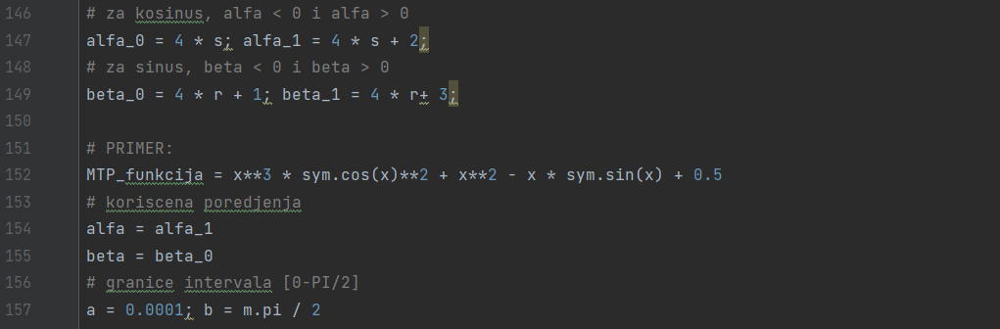 146 # za kosinus, alfa < 0 i alfa > 0
147 alfa_0 = 4 * s; alfa_1 = 4 * s + 2;
148 # za sinus, beta < 0 i beta > 0
149 beta_0 = 4 * r + 1; beta_1 = 4 * r+ 3;
150
151 # PRIMER:
152 MTP_funkcija = x**3 * sym.cos(x)**2 + x**2 - x * sym.sin(x) + 0.5
153 # koriscena poredjenja
154 alfa = alfa_1
155 beta = beta_0
156 # granice intervala [0-PI/2]
157 a = 0.0001; b = m.pi / 2